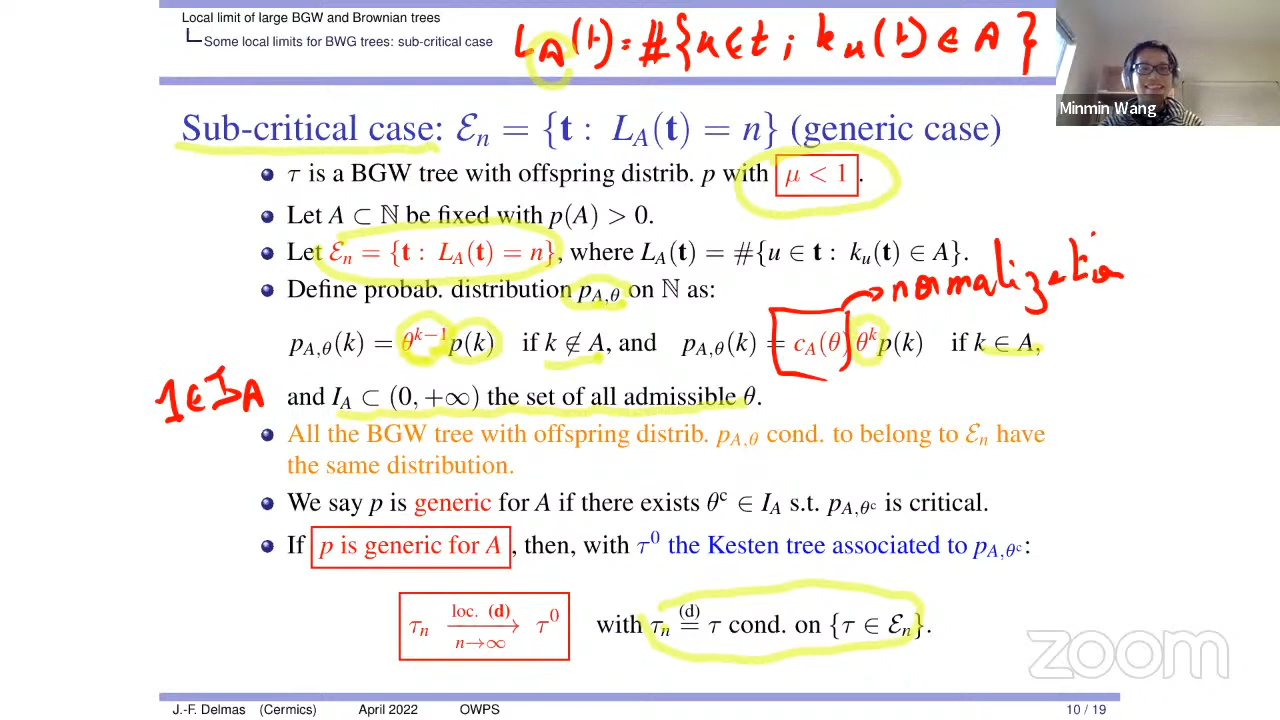 Local limit of large BGW and Brownian trees
Some local limits for BWG trees: sub-critical case
L_A(t) = #{u ∈ t ; k_u(t) ∈ A}
Minmin Wang
Sub-critical case: ℰ_n = {t : L_A(t) = n} (generic case)
τ is a BGW tree with offspring distrib. p with μ < 1 .
Let A ⊂ ℕ be fixed with p(A) > 0.
Let ℰ_n = {t : L_A(t) = n}, where L_A(t) = #{u ∈ t : k_u(t) ∈ A}.
normalization
Define probab. distribution p_{A,θ} on ℕ as:
p_{A,θ}(k) = θ^{k−1} p(k) if k ∉ A, and p_{A,θ}(k) = c_A(θ) θ^k p(k) if k ∈ A,
1 ∈ I_A
and I_A ⊂ (0, +∞) the set of all admissible θ.
All the BGW tree with offspring distrib. p_{A,θ} cond. to belong to ℰ_n have
the same distribution.
We say p is generic for A if there exists θ^c ∈ I_A s.t. p_{A,θ^c} is critical.
If p is generic for A , then, with τ^0 the Kesten tree associated to p_{A,θ^c}:
τ_n \xrightarrow[n→∞]{loc. (d)} τ^0 with τ_n \stackrel{(d)}{=} τ cond. on {τ ∈ ℰ_n}.
zoom
J.-F. Delmas (Cermics) April 2022 OWPS 10 / 19